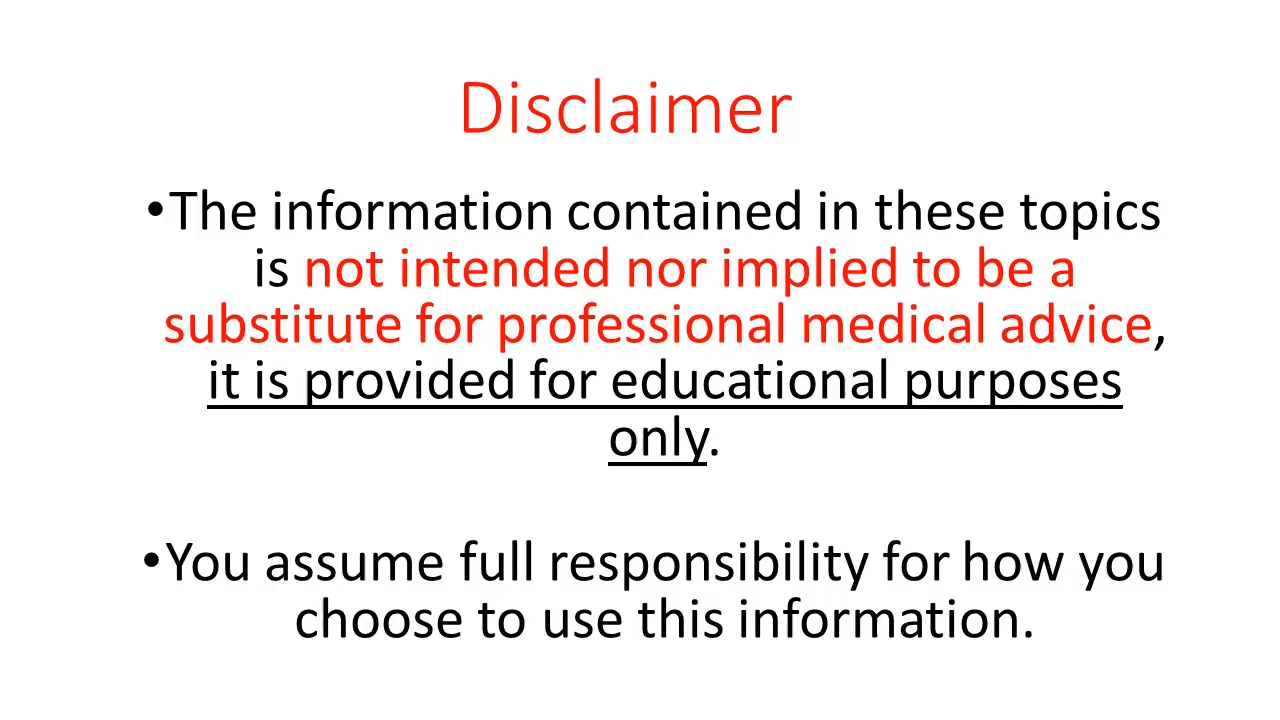 Disclaimer
•The information contained in these topics
is not intended nor implied to be a
substitute for professional medical advice,
it is provided for educational purposes
only.
•You assume full responsibility for how you
choose to use this information.